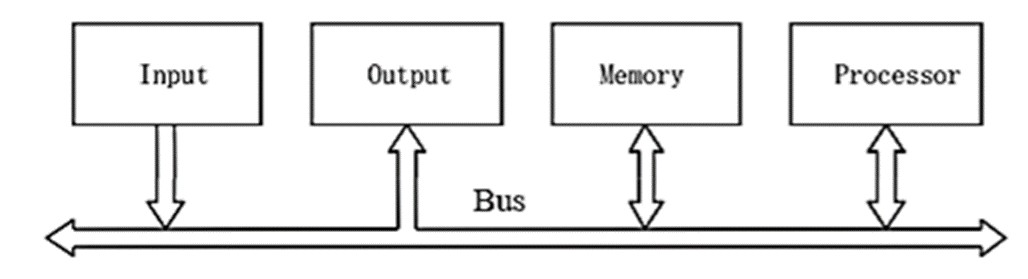 Input
Output
Memory
Processor
Bus